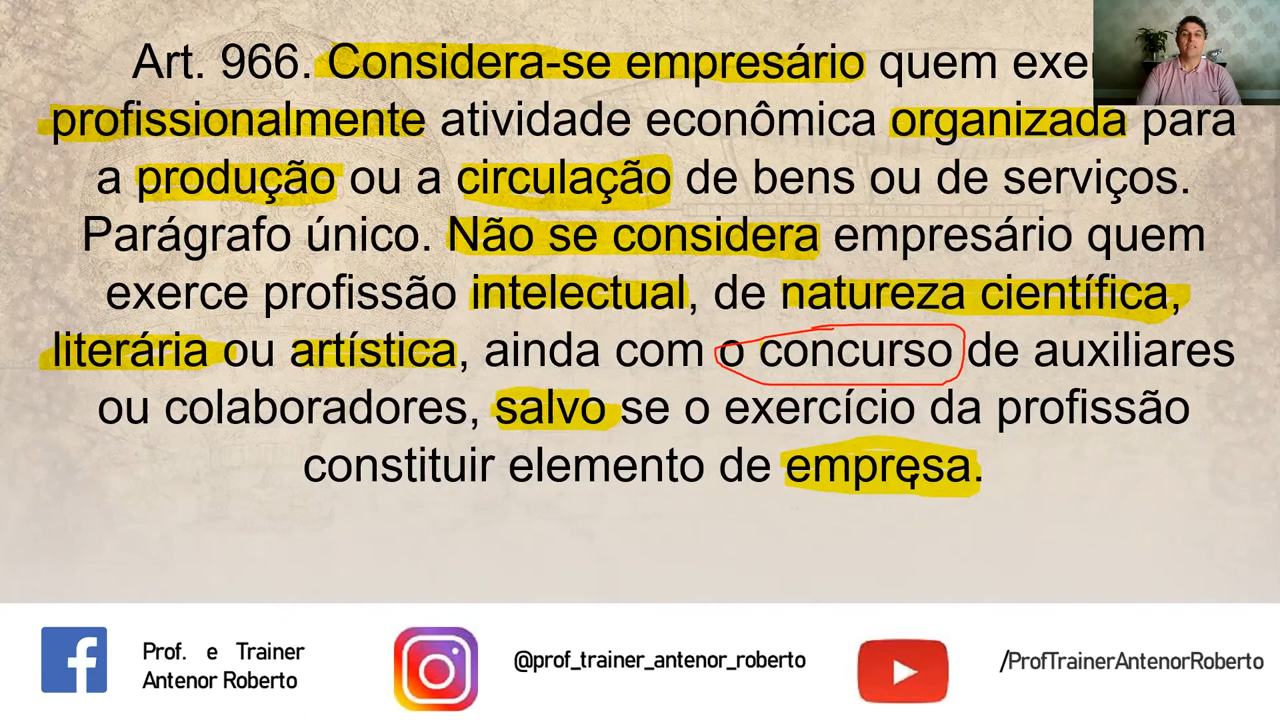 Art. 966. Considera-se empresário quem exer
profissionalmente atividade econômica organizada para
a produção ou a circulação de bens ou de serviços.
Parágrafo único. Não se considera empresário quem
exerce profissão intelectual, de natureza científica,
literária ou artística, ainda com o concurso de auxiliares
ou colaboradores, salvo se o exercício da profissão
constituir elemento de empresa.
Prof. e Trainer
Antenor Roberto
@prof_trainer_antenor_roberto
/ProfTrainerAntenorRoberto